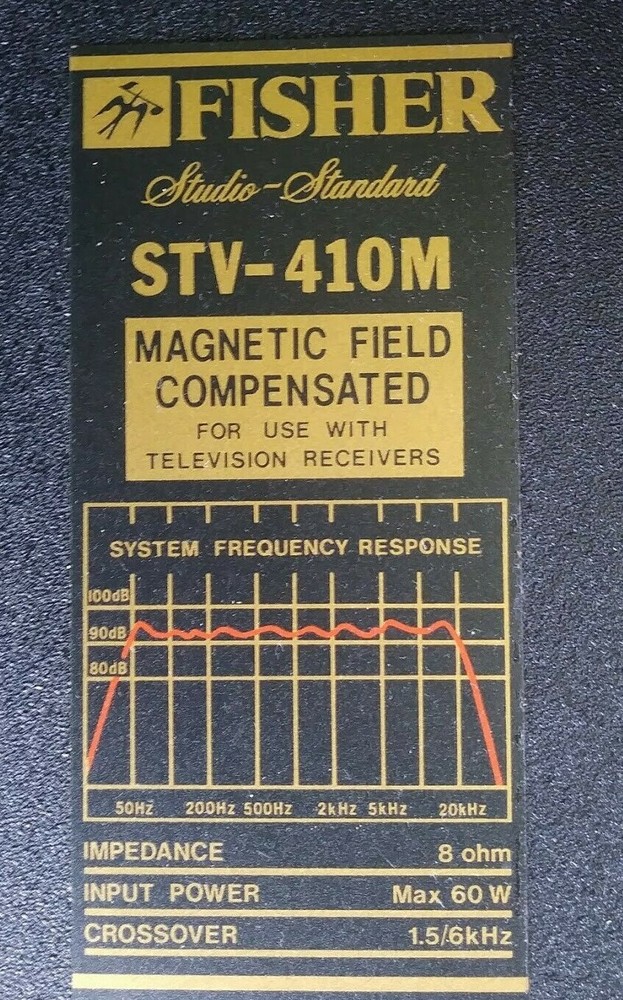 FISHER
Studio-Standard
STV-410M
MAGNETIC FIELD
COMPENSATED
FOR USE WITH
TELEVISION RECEIVERS
SYSTEM FREQUENCY RESPONSE
100dB
90dB
80dB
50Hz 200Hz 500Hz 2kHz 5kHz 20kHz
IMPEDANCE 8 ohm
INPUT POWER Max 60 W
CROSSOVER 1.5/6kHz